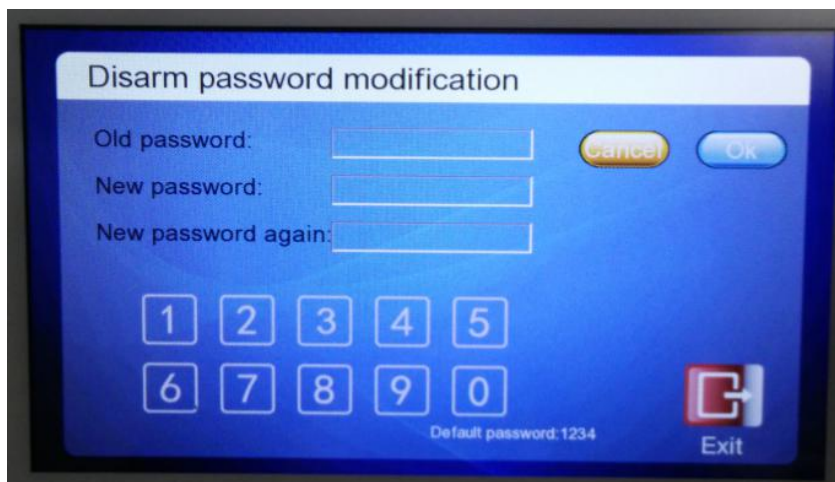 Disarm password modification
Old password:
Cancel
Ok
New password:
New password again:
1 2 3 4 5
6 7 8 9 0
Default password:1234
Exit